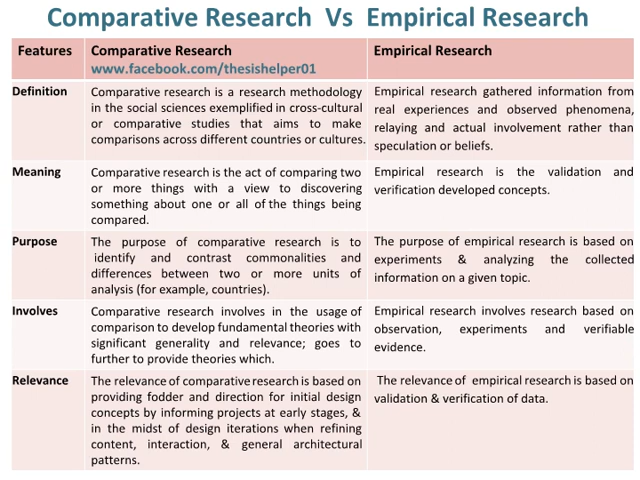 Comparative Research Vs Empirical Research
Features
Comparative Research
www.facebook.com/thesishelper01
Empirical Research
Definition
Comparative research is a research methodology
in the social sciences exemplified in cross-cultural
or comparative studies that aims to make
comparisons across different countries or cultures.
Empirical research gathered information from
real experiences and observed phenomena,
relaying and actual involvement rather than
speculation or beliefs.
Meaning
Comparative research is the act of comparing two
or more things with a view to discovering
something about one or all of the things being
compared.
Empirical research is the validation and
verification developed concepts.
Purpose
The purpose of comparative research is to
identify and contrast commonalities and
differences between two or more units of
analysis (for example, countries).
The purpose of empirical research is based on
experiments & analyzing the collected
information on a given topic.
Involves
Comparative research involves in the usage of
comparison to develop fundamental theories with
significant generality and relevance; goes to
further to provide theories which.
Empirical research involves research based on
observation, experiments and verifiable
evidence.
Relevance
The relevance of comparative research is based on
providing fodder and direction for initial design
concepts by informing projects at early stages, &
in the midst of design iterations when refining
content, interaction, & general architectural
patterns.
The relevance of empirical research is based on
validation & verification of data.